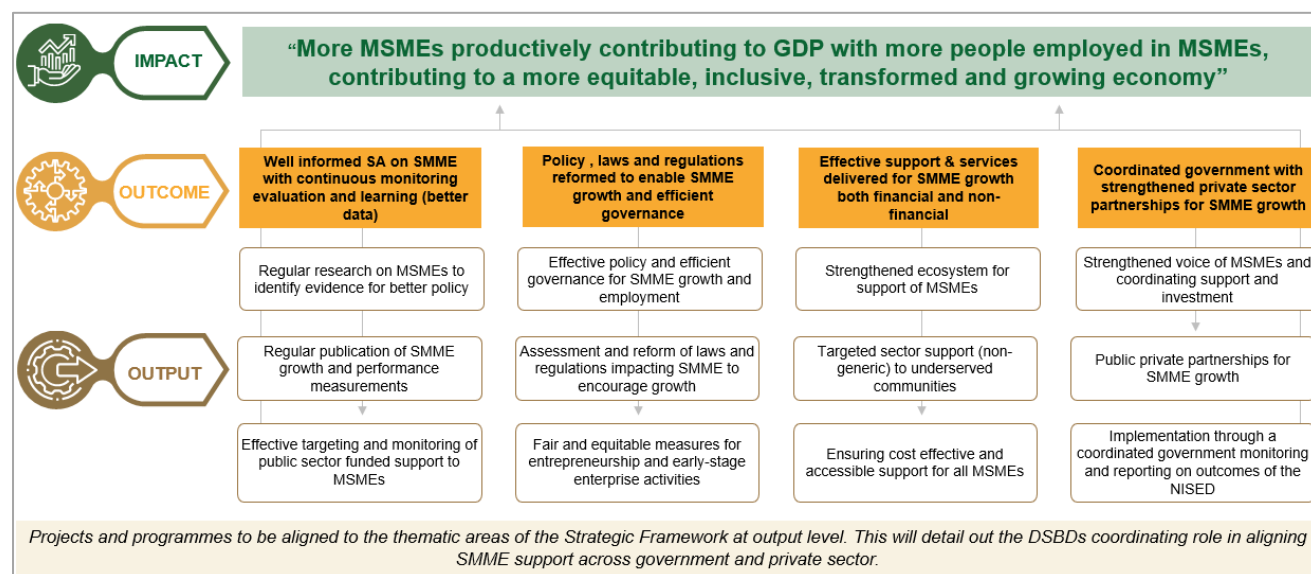 IMPACT
“More MSMEs productively contributing to GDP with more people employed in MSMEs,
contributing to a more equitable, inclusive, transformed and growing economy”
OUTCOME
Well informed SA on SMME
with continuous monitoring
evaluation and learning (better
data)
Policy , laws and regulations
reformed to enable SMME
growth and efficient
governance
Effective support & services
delivered for SMME growth
both financial and non-
financial
Coordinated government with
strengthened private sector
partnerships for SMME growth
OUTPUT
Regular research on MSMEs to
identify evidence for better policy
Effective policy and efficient
governance for SMME growth and
employment
Strengthened ecosystem for
support of MSMEs
Strengthened voice of MSMEs and
coordinating support and
investment
Regular publication of SMME
growth and performance
measurements
Assessment and reform of laws and
regulations impacting SMME to
encourage growth
Targeted sector support (non-
generic) to underserved
communities
Public private partnerships for
SMME growth
Effective targeting and monitoring of
public sector funded support to
MSMEs
Fair and equitable measures for
entrepreneurship and early-stage
enterprise activities
Ensuring cost effective and
accessible support for all MSMEs
Implementation through a
coordinated government monitoring
and reporting on outcomes of the
NISED
Projects and programmes to be aligned to the thematic areas of the Strategic Framework at output level. This will detail out the DSBDs coordinating role in aligning
SMME support across government and private sector.